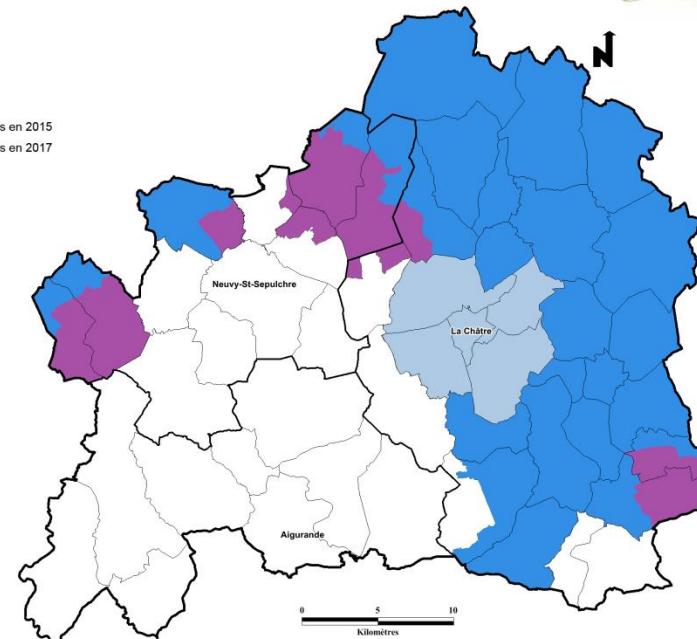 N
s en 2015
s en 2017
Neuvy-St-Sepulchre
La Châtre
Aigurande
0 5 10
Kilomètres